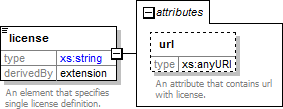 license
type xs:string
derivedBy extension
An element that specifies
single license definition.
attributes
url
type xs:anyURI
An attribute that contains url
with license.